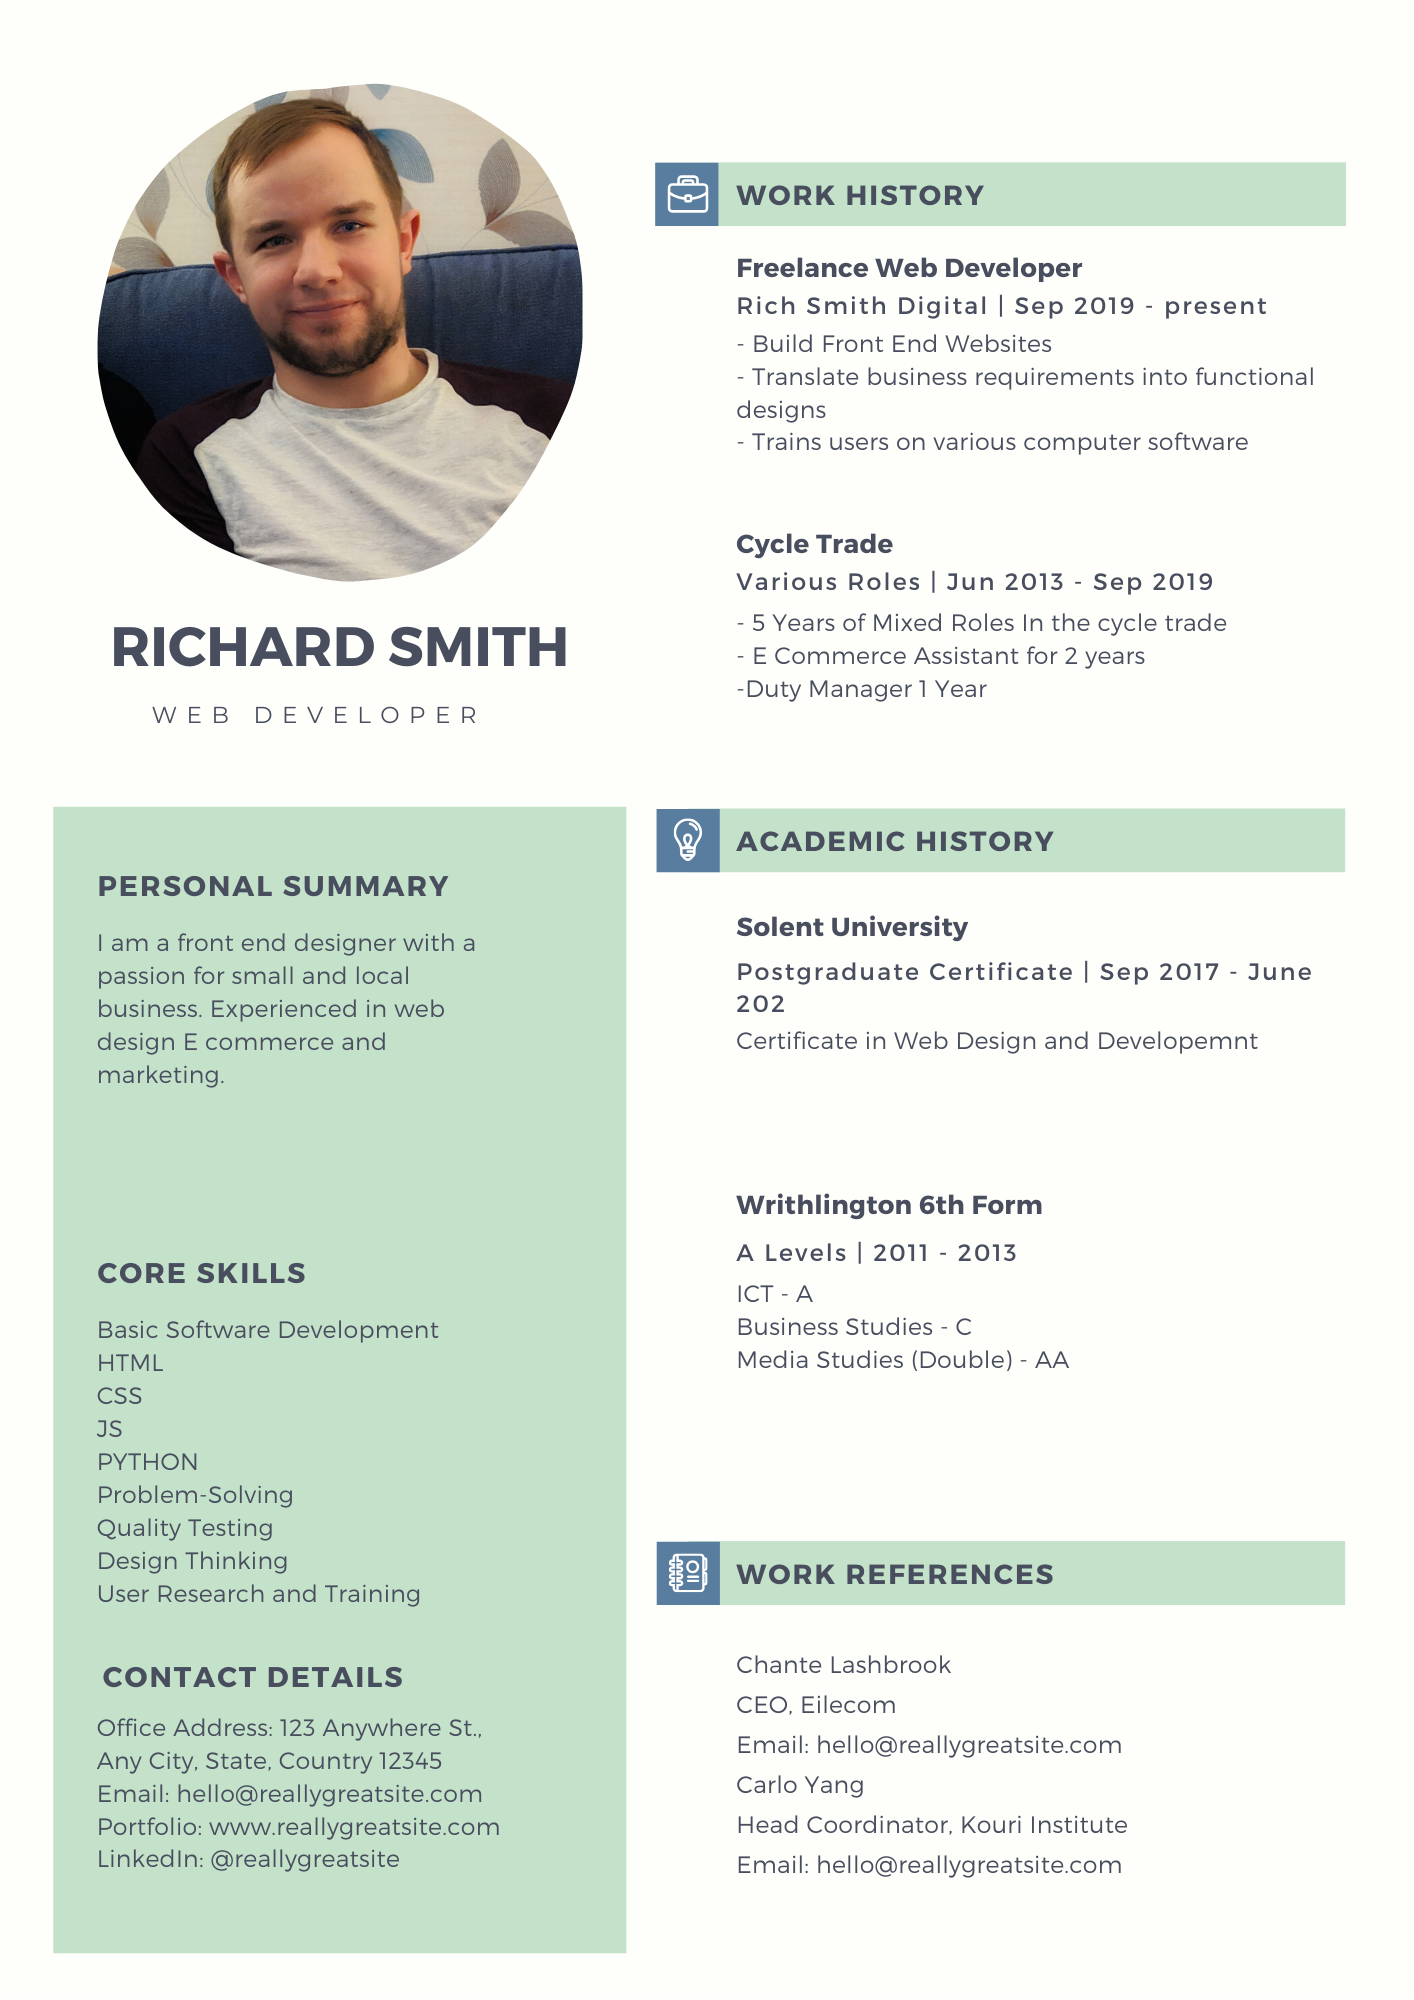 RICHARD SMITH
WEB DEVELOPER
PERSONAL SUMMARY
I am a front end designer with a
passion for small and local
business. Experienced in web
design E commerce and
marketing.
CORE SKILLS
Basic Software Development
HTML
CSS
JS
PYTHON
Problem-Solving
Quality Testing
Design Thinking
User Research and Training
CONTACT DETAILS
Office Address: 123 Anywhere St.,
Any City, State, Country 12345
Email: hello@reallygreatsite.com
Portfolio: www.reallygreatsite.com
LinkedIn: @reallygreatsite
WORK HISTORY
Freelance Web Developer
Rich Smith Digital | Sep 2019 - present
- Build Front End Websites
- Translate business requirements into functional
designs
- Trains users on various computer software
Cycle Trade
Various Roles | Jun 2013 - Sep 2019
- 5 Years of Mixed Roles In the cycle trade
- E Commerce Assistant for 2 years
-Duty Manager 1 Year
ACADEMIC HISTORY
Solent University
Postgraduate Certificate | Sep 2017 - June
202
Certificate in Web Design and Developemnt
Writhlington 6th Form
A Levels | 2011 - 2013
ICT - A
Business Studies - C
Media Studies (Double) - AA
WORK REFERENCES
Chante Lashbrook
CEO, Eilecom
Email: hello@reallygreatsite.com
Carlo Yang
Head Coordinator, Kouri Institute
Email: hello@reallygreatsite.com